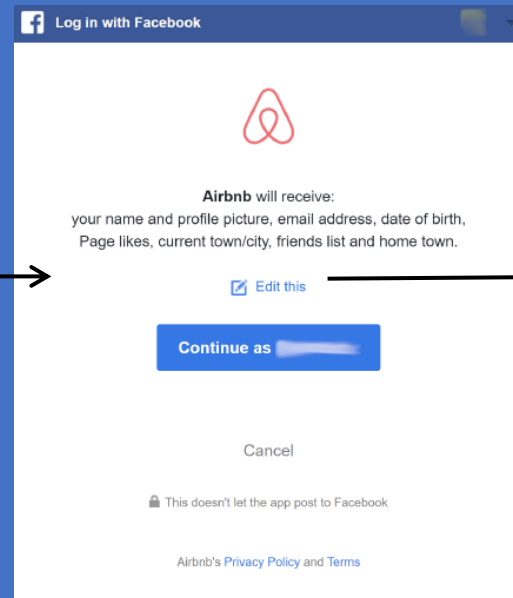 Log in with Facebook
Airbnb will receive:
your name and profile picture, email address, date of birth,
Page likes, current town/city, friends list and home town.
Edit this
Continue as
Cancel
This doesn't let the app post to Facebook
Airbnb's Privacy Policy and Terms